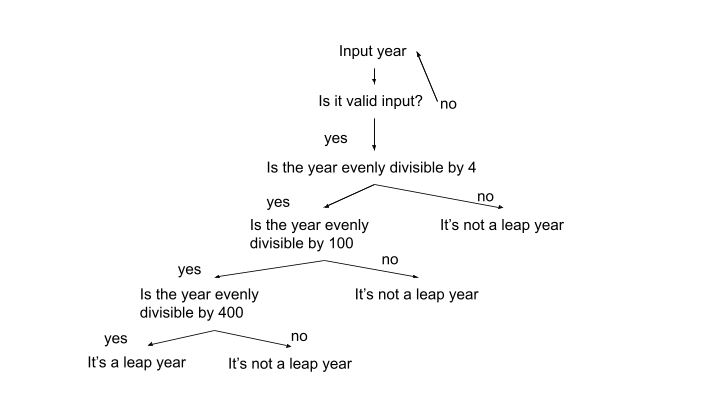 Input year
Is it valid input?
no
yes
Is the year evenly divisible by 4
yes
no
Is the year evenly
divisible by 100
It's not a leap year
yes
no
Is the year evenly
divisible by 400
It's not a leap year
yes
no
It's a leap year
It's not a leap year